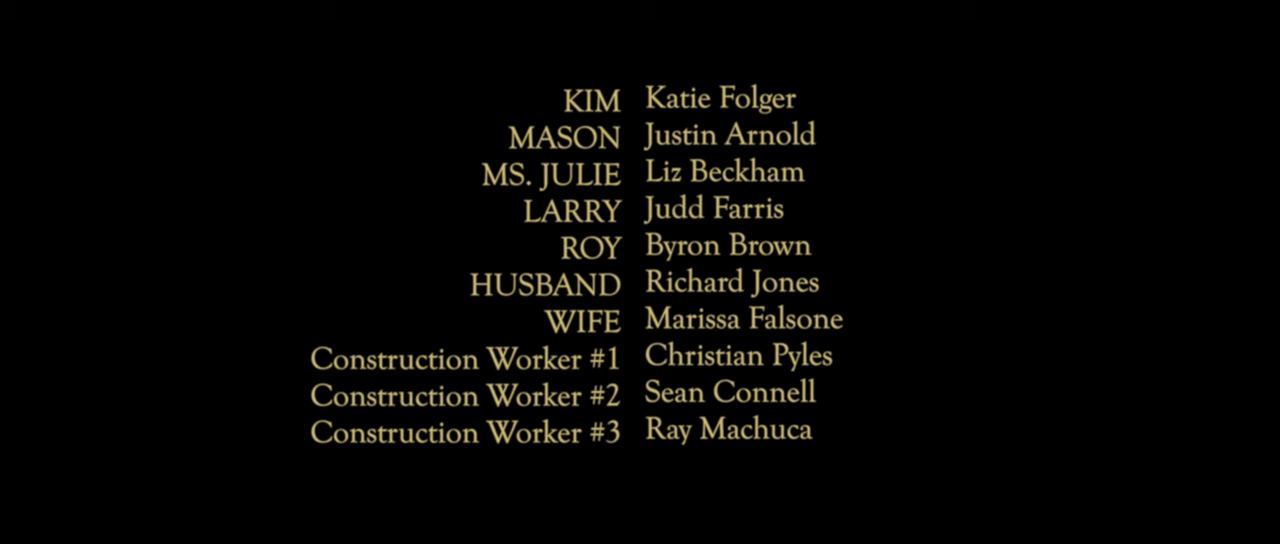 KIM Katie Folger
MASON Justin Arnold
MS. JULIE Liz Beckham
LARRY Judd Farris
ROY Byron Brown
HUSBAND Richard Jones
WIFE Marissa Falsone
Construction Worker #1 Christian Pyles
Construction Worker #2 Sean Connell
Construction Worker #3 Ray Machuca